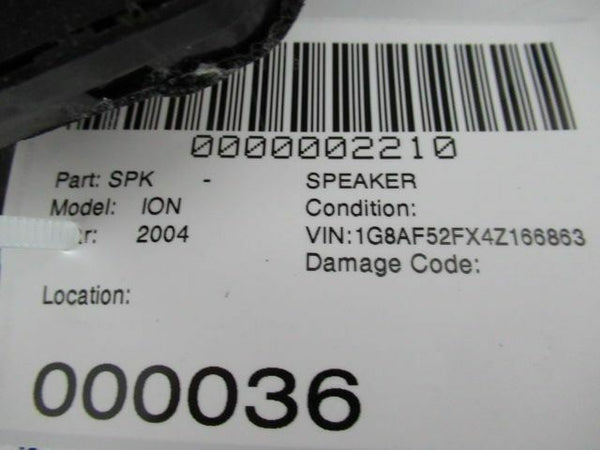 0000002210
Part: SPK - SPEAKER
Model: ION Condition:
2004 VIN:1G8AF52FX4Z166863
Damage Code:
Location:
000036